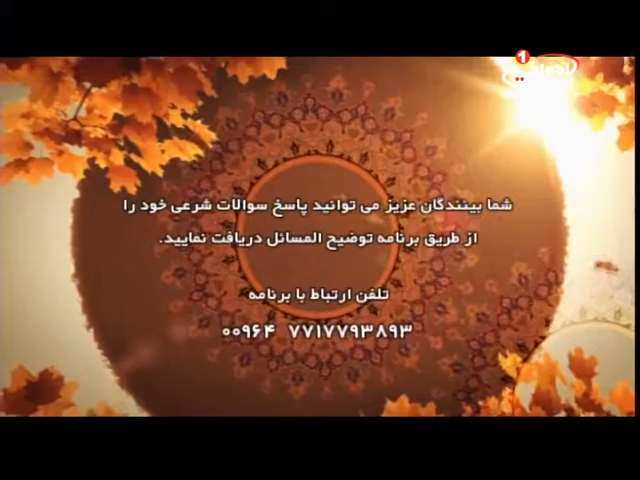 1
شما بینندگان عزیز می توانید پاسخ سوالات شرعی خود را
از طریق برنامه توضیح المسائل دریافت نمایید.
تلفن ارتباط با برنامه
۰۰۹۶۴ ۷۷۱۷۷۹۳۸۹۳